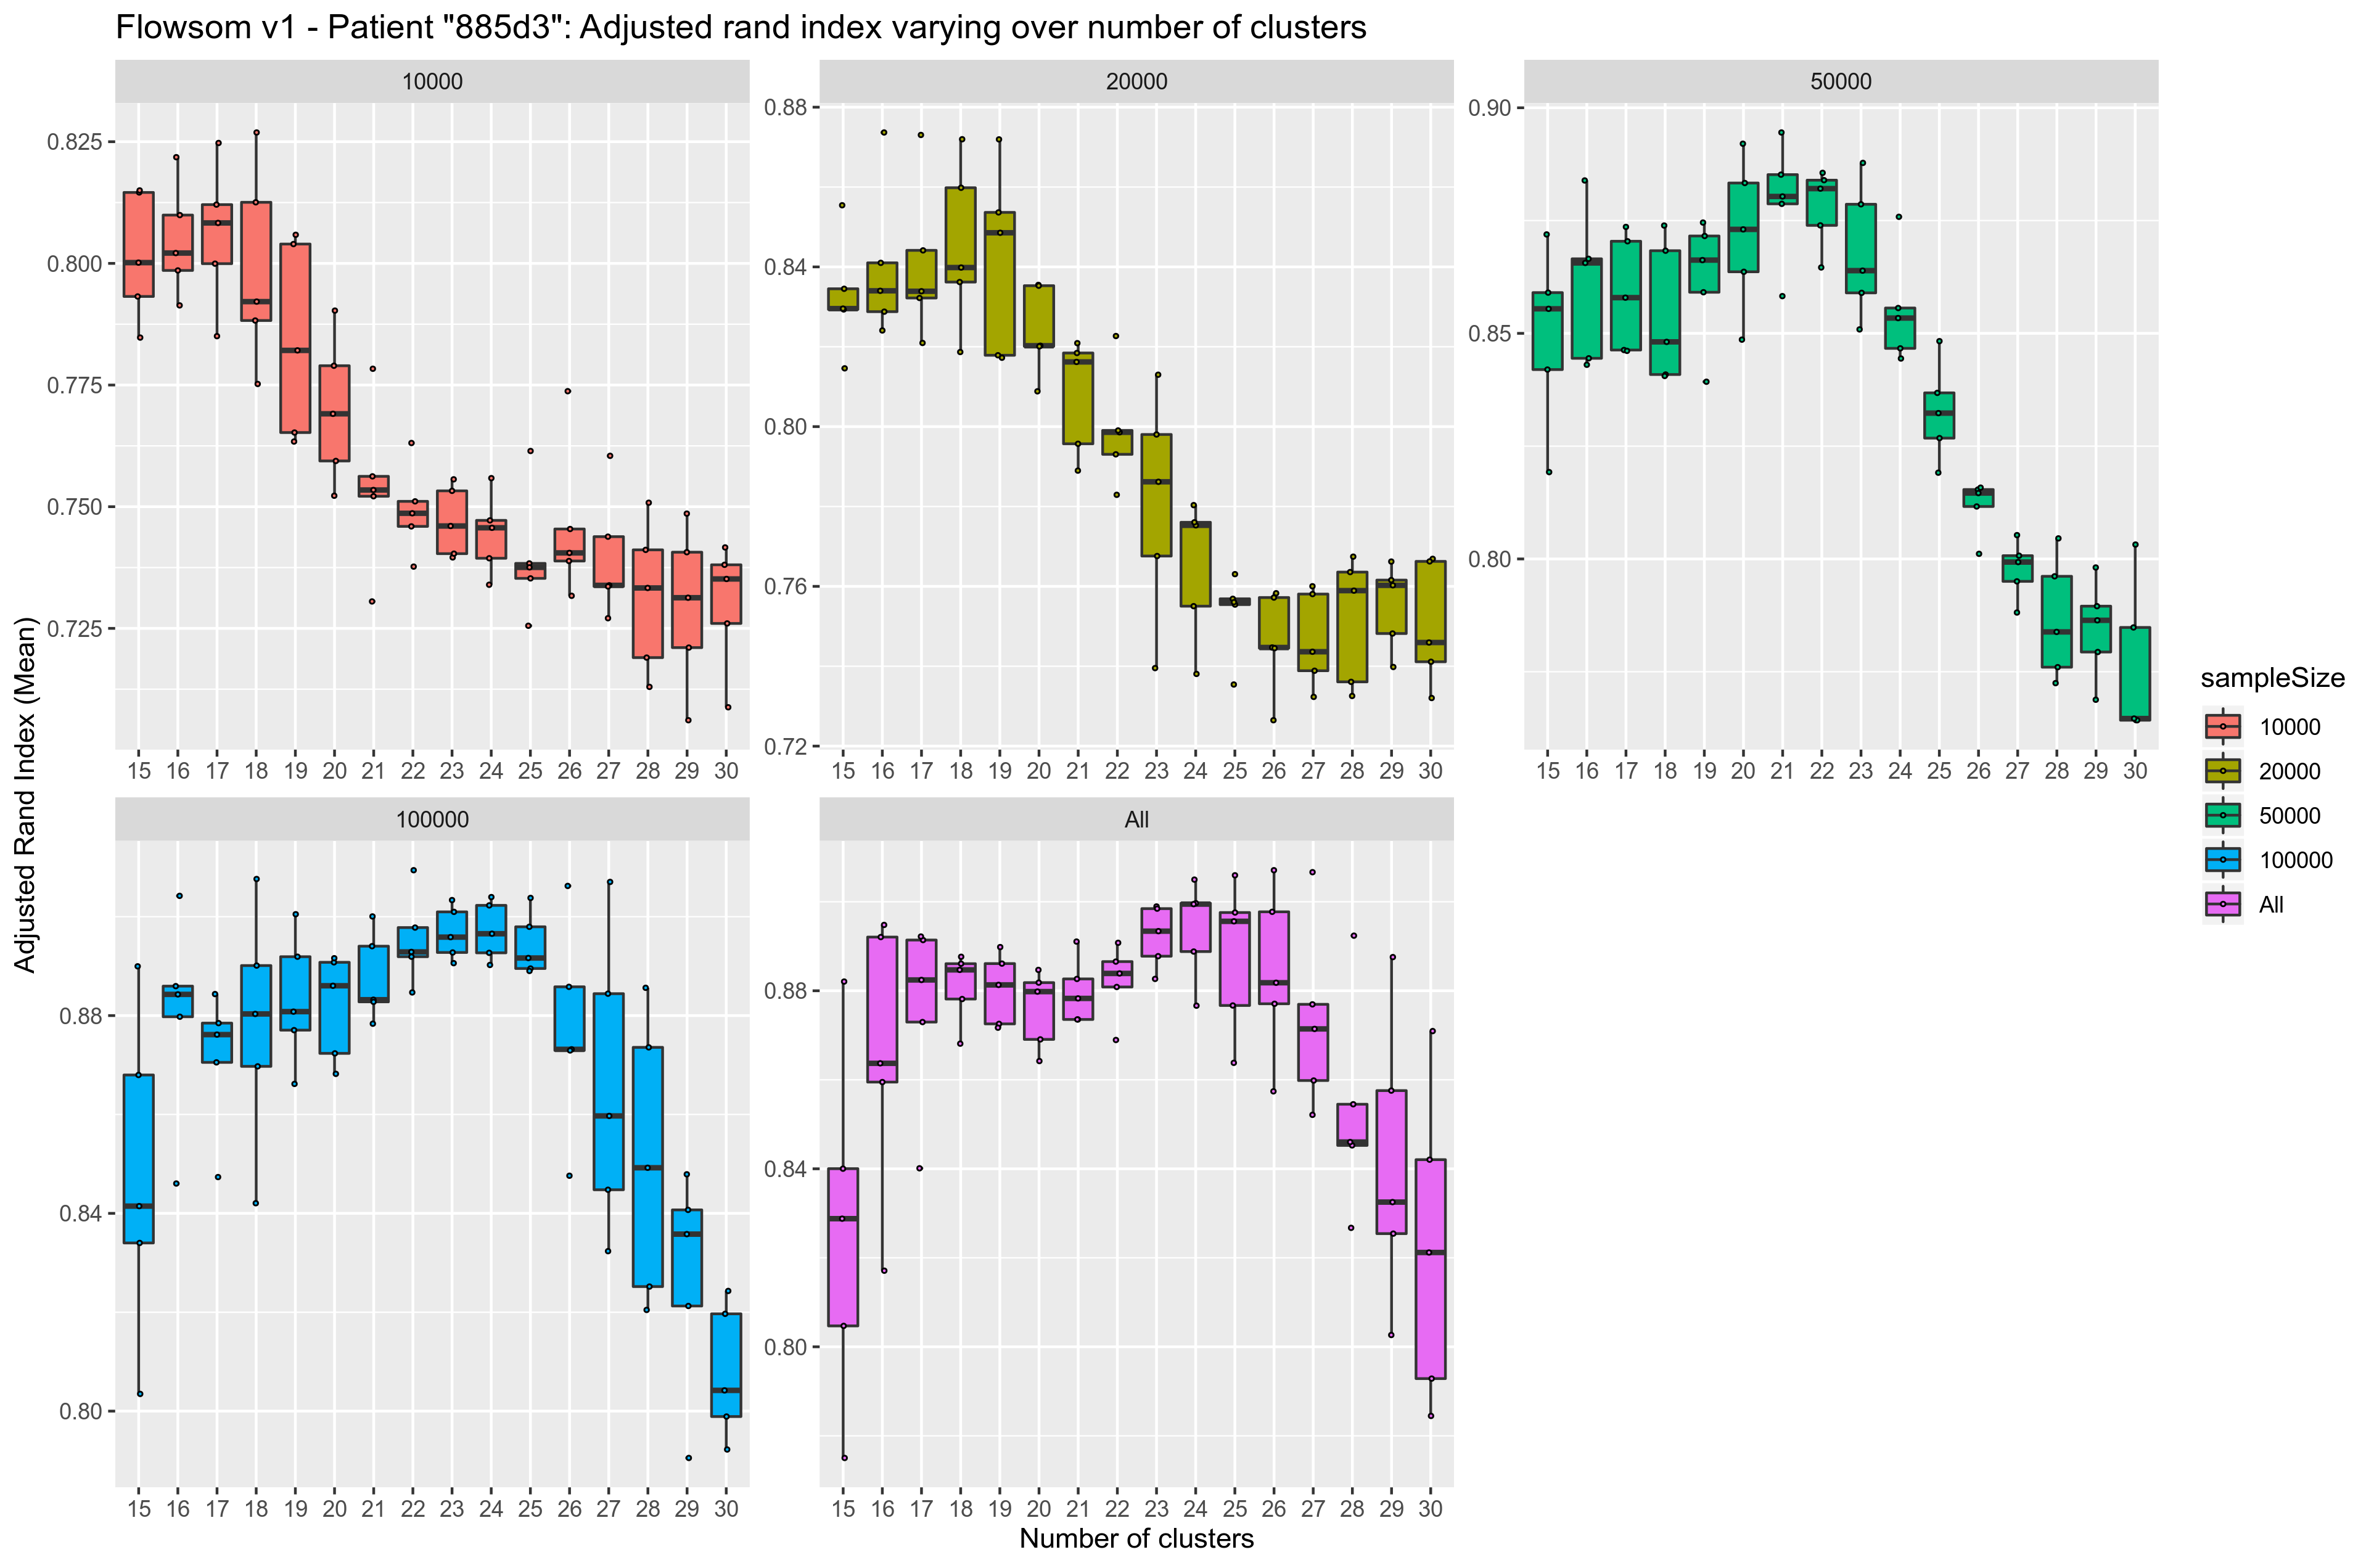 Flowsom v1 - Patient "885d3": Adjusted rand index varying over number of clusters
Adjusted Rand Index (Mean)
10000
0.825
0.800
0.775
0.750
0.725
15 16 17 18 19 20 21 22 23 24 25 26 27 28 29 30
20000
0.88
0.84
0.80
0.76
0.72
15 16 17 18 19 20 21 22 23 24 25 26 27 28 29 30
50000
0.90
0.85
0.80
15 16 17 18 19 20 21 22 23 24 25 26 27 28 29 30
100000
0.88
0.84
0.80
15 16 17 18 19 20 21 22 23 24 25 26 27 28 29 30
All
0.88
0.84
0.80
15 16 17 18 19 20 21 22 23 24 25 26 27 28 29 30
Number of clusters
sampleSize
10000
20000
50000
100000
All